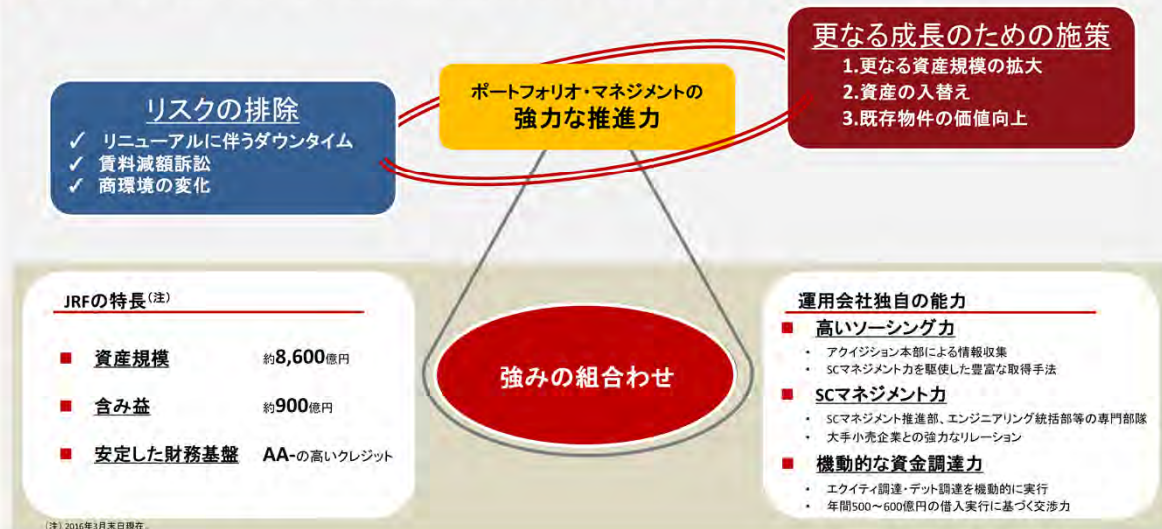 リスクの排除
✓ リニューアルに伴うダウンタイム
✓ 賃料減額訴訟
✓ 商環境の変化
ポートフォリオ・マネジメントの
強力な推進力
更なる成長のための施策
1.更なる資産規模の拡大
2.資産の入替え
3.既存物件の価値向上
JRFの特長(注)
■ 資産規模 約8,600億円
■ 含み益 約900億円
■ 安定した財務基盤 AA-の高いクレジット
強みの組合わせ
運用会社独自の能力
■ 高いソーシング力
・ アクイジション本部による情報収集
・ SCマネジメント力を駆使した豊富な取得手法
■ SCマネジメント力
・ SCマネジメント推進部、エンジニアリング統括部等の専門部隊
・ 大手小売企業との強力なリレーション
■ 機動的な資金調達力
・ エクイティ調達・デット調達を機動的に実行
・ 年間500～600億円の借入実行に基づく交渉力
(注) 2016年3月末日現在。